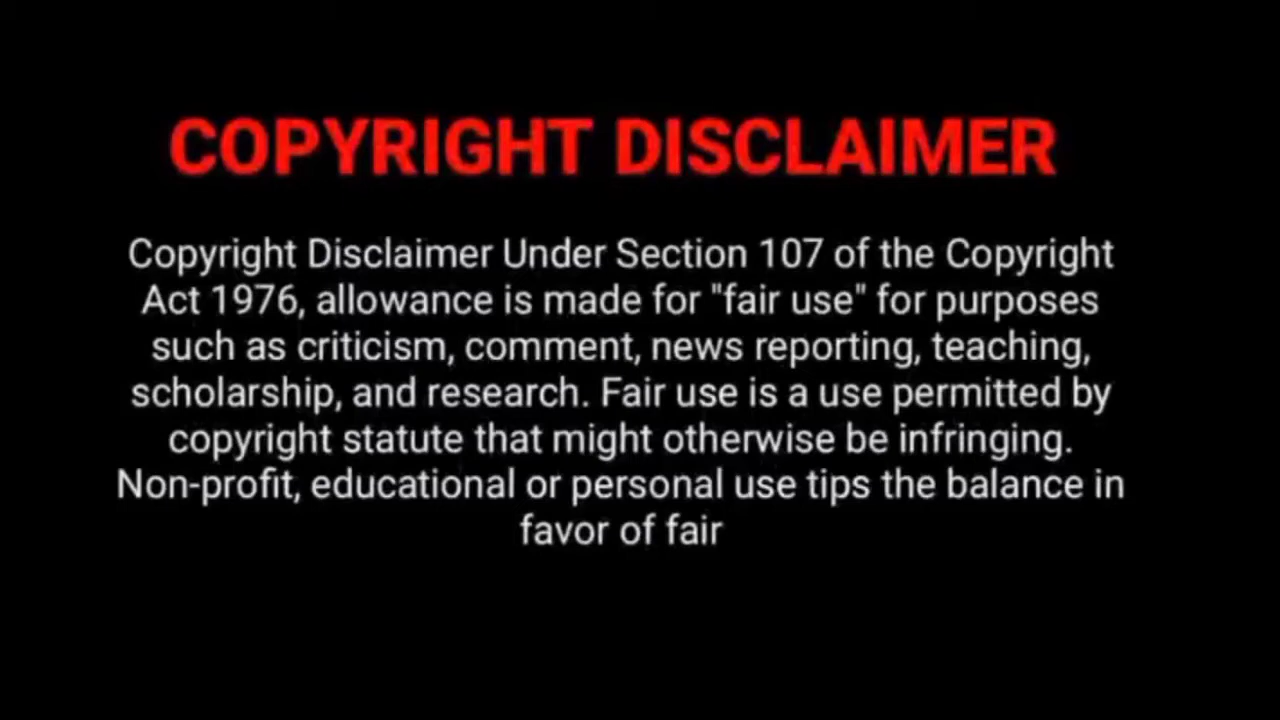 COPYRIGHT DISCLAIMER
Copyright Disclaimer Under Section 107 of the Copyright
Act 1976, allowance is made for "fair use" for purposes
such as criticism, comment, news reporting, teaching,
scholarship, and research. Fair use is a use permitted by
copyright statute that might otherwise be infringing.
Non-profit, educational or personal use tips the balance in
favor of fair